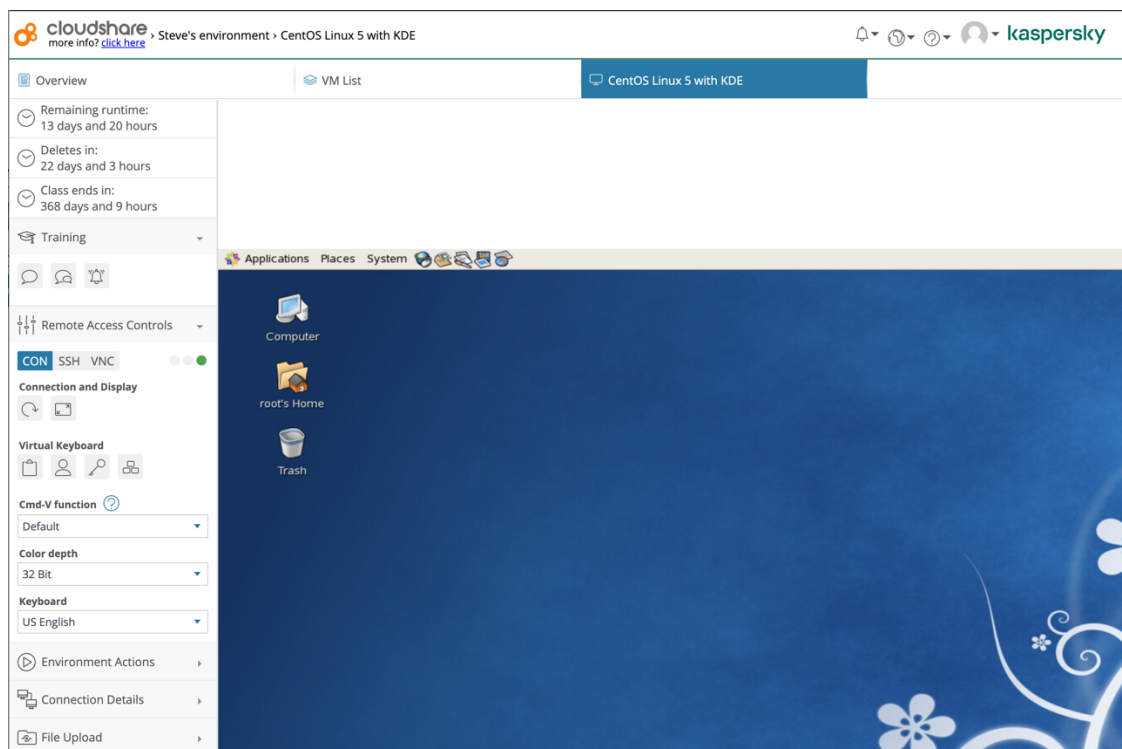 cloudshare
more info? click here
› Steve's environment › CentOS Linux 5 with KDE
kaspersky
Overview
VM List
CentOS Linux 5 with KDE
Remaining runtime:
13 days and 20 hours
Deletes in:
22 days and 3 hours
Class ends in:
368 days and 9 hours
Training
Applications Places System
Computer
Remote Access Controls
CON SSH VNC
Connection and Display
root's Home
Virtual Keyboard
Trash
Cmd-V function ?
Default
Color depth
32 Bit
Keyboard
US English
Environment Actions
Connection Details
File Upload